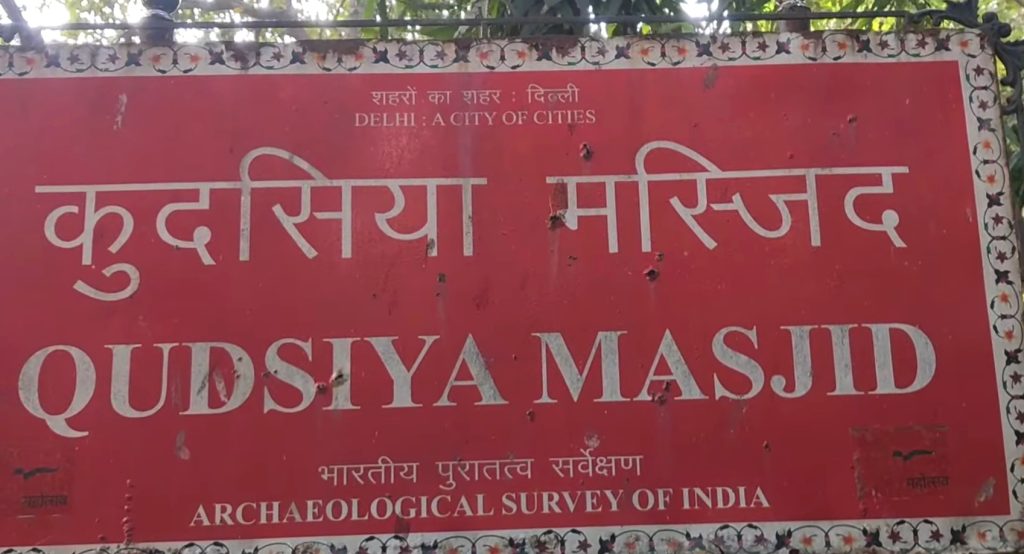 शहरों का शहर : दिल्ली
DELHI : A CITY OF CITIES
कुदसिया मस्जिद
QUDSIYA MASJID
भारतीय पुरातत्व सर्वेक्षण
ARCHAEOLOGICAL SURVEY OF INDIA